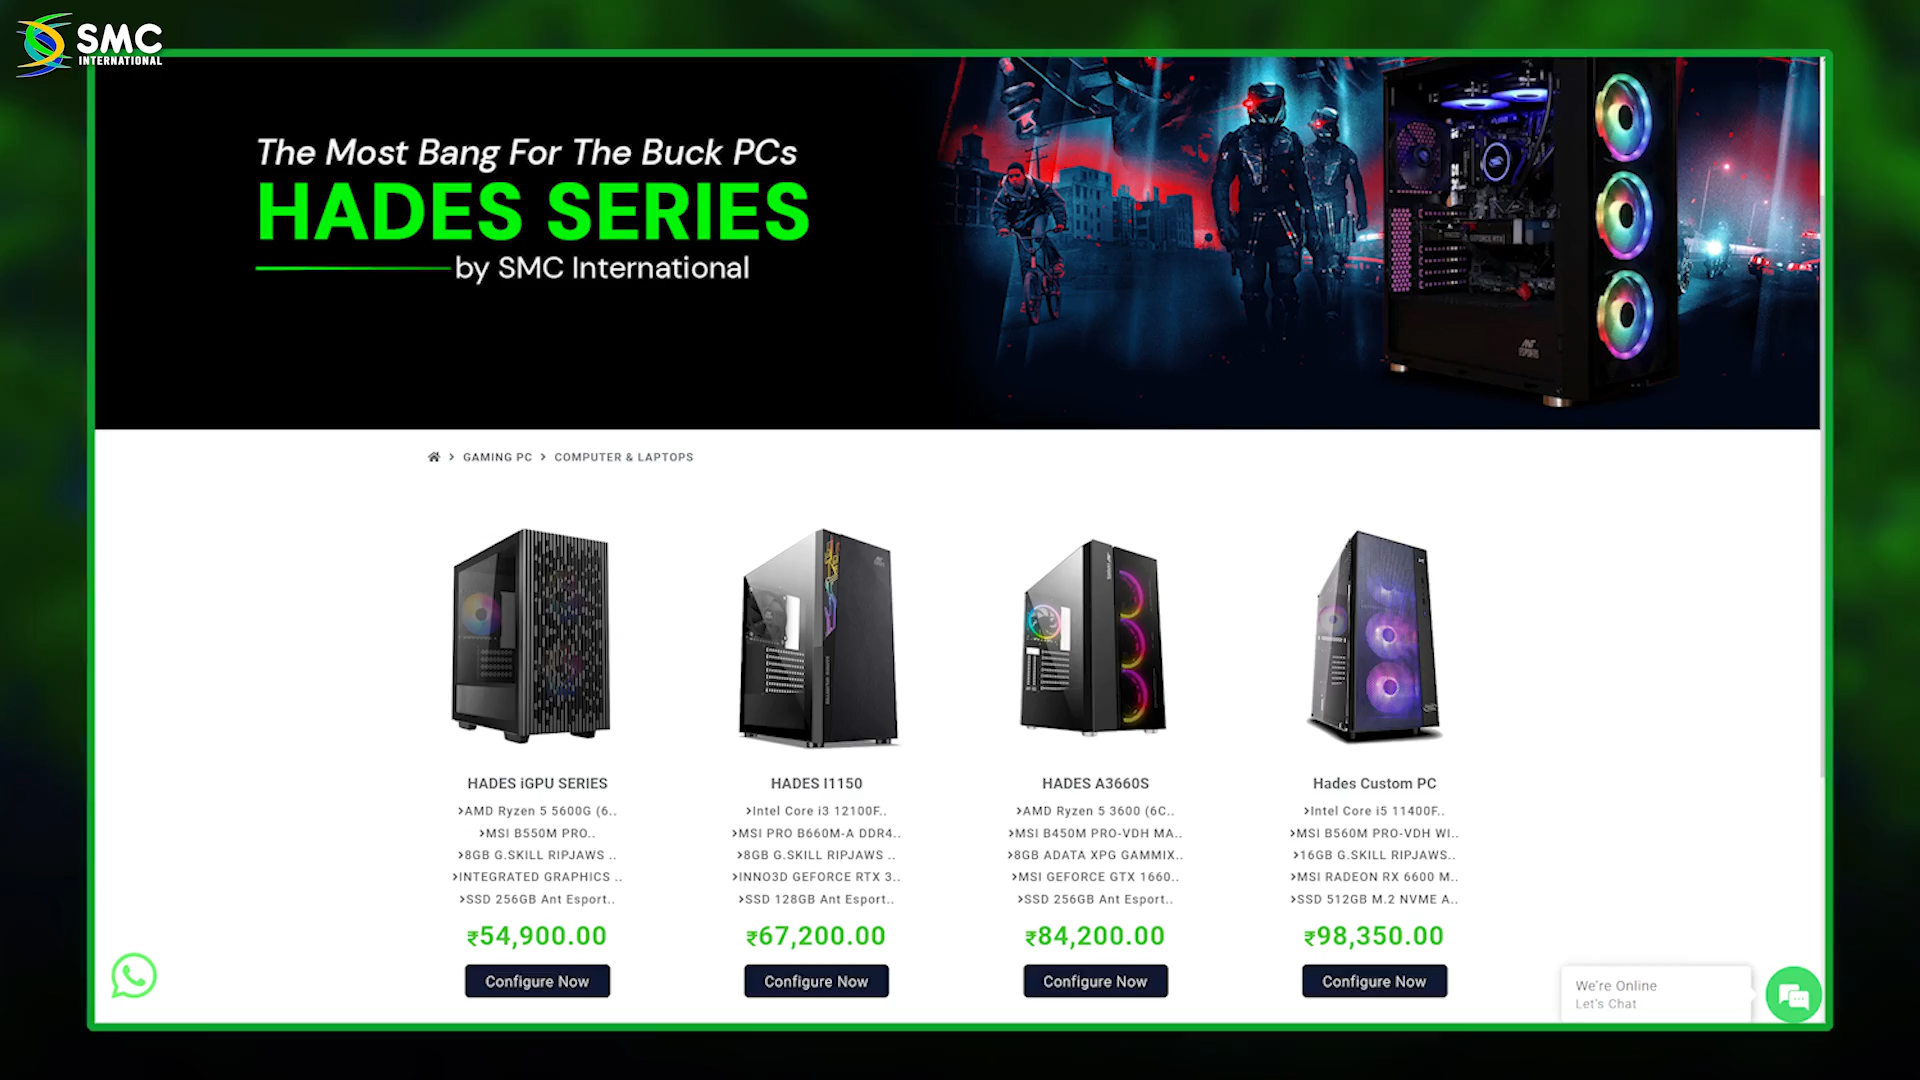 SMC
INTERNATIONAL
The Most Bang For The Buck PCs
HADES SERIES
by SMC International
GEFORCE RTX
ANT
ESPORTS
GAMING PC > COMPUTER & LAPTOPS
HADES iGPU SERIES
>AMD Ryzen 5 5600G (6..
>MSI B550M PRO..
>8GB G.SKILL RIPJAWS ..
>INTEGRATED GRAPHICS ..
>SSD 256GB Ant Esport..
₹54,900.00
Configure Now
HADES I1150
>Intel Core i3 12100F..
>MSI PRO B660M-A DDR4..
>8GB G.SKILL RIPJAWS ..
>INNO3D GEFORCE RTX 3..
>SSD 128GB Ant Esport..
₹67,200.00
Configure Now
HADES A3660S
>AMD Ryzen 5 3600 (6C..
>MSI B450M PRO-VDH MA..
>8GB ADATA XPG GAMMIX..
>MSI GEFORCE GTX 1660..
>SSD 256GB Ant Esport..
₹84,200.00
Configure Now
Hades Custom PC
>Intel Core i5 11400F..
>MSI B560M PRO-VDH WI..
>16GB G.SKILL RIPJAWS..
>MSI RADEON RX 6600 M..
>SSD 512GB M.2 NVME A..
₹98,350.00
Configure Now
We're Online
Let's Chat